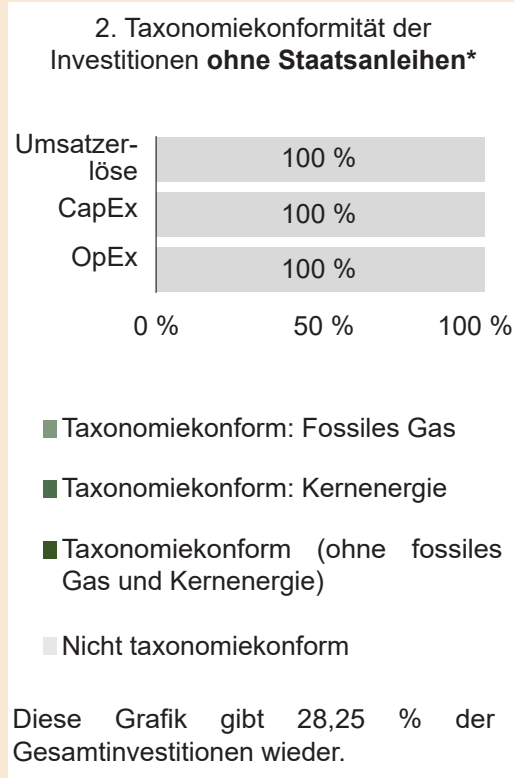 2. Taxonomiekonformität der
Investitionen ohne Staatsanleihen*
Umsatzer-
löse
100 %
CapEx
100 %
OpEx
100 %
0 % 50 % 100 %
Taxonomiekonform: Fossiles Gas
Taxonomiekonform: Kernenergie
Taxonomiekonform (ohne fossiles
Gas und Kernenergie)
Nicht taxonomiekonform
Diese Grafik gibt 28,25 % der
Gesamtinvestitionen wieder.